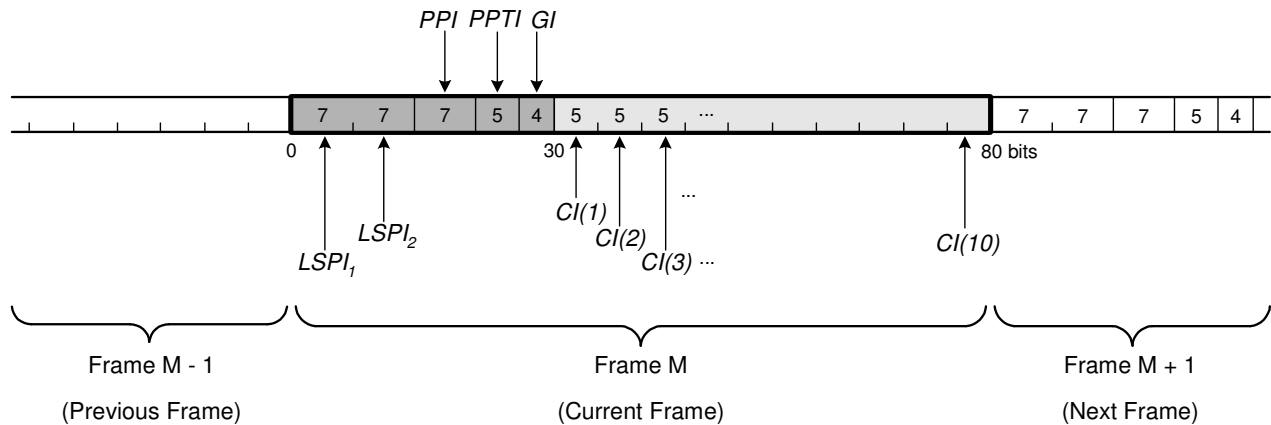 PPI PPTI GI
7 7 7 5 4 5 5 5 ... 7 7 7 5 4
0 30 80 bits
...
CI(1)
LSPI₂ CI(2) CI(10)
LSPI₁ CI(3) ...
Frame M - 1 Frame M Frame M + 1
(Previous Frame) (Current Frame) (Next Frame)